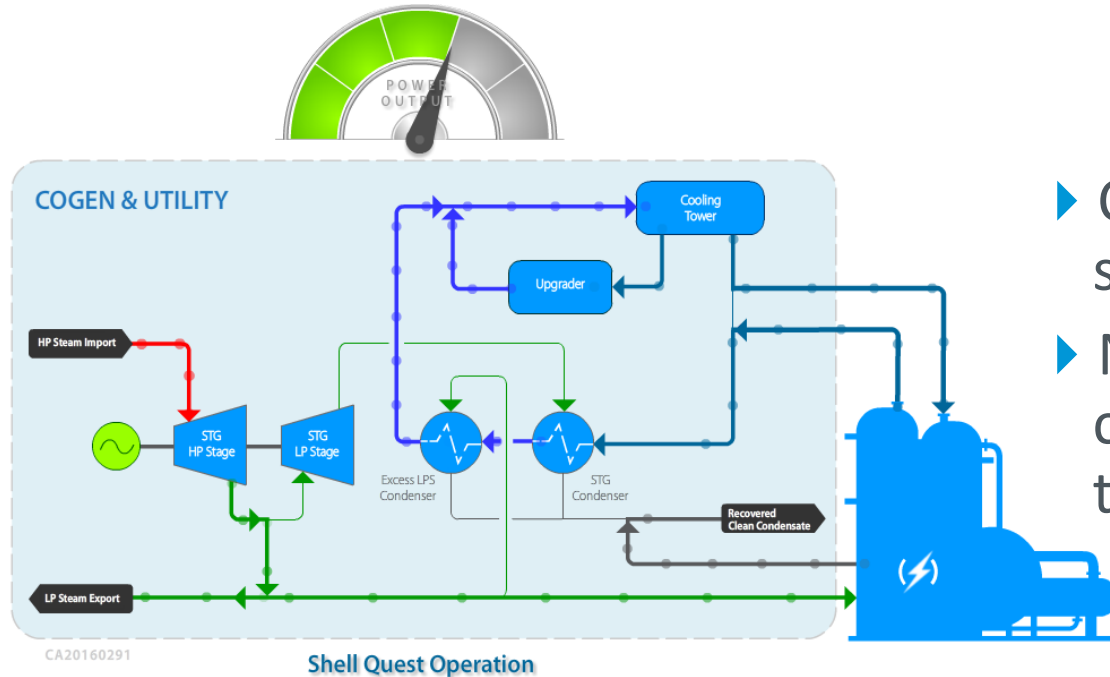 POWER
OUTPUT
COGEN & UTILITY
Cooling
Tower
Upgrader
HP Steam Import
STG
HP Stage
STG
LP Stage
Excess LPS
Condenser
STG
Condenser
Recovered
Clean Condensate
LP Steam Export
CA20160291
Shell Quest Operation